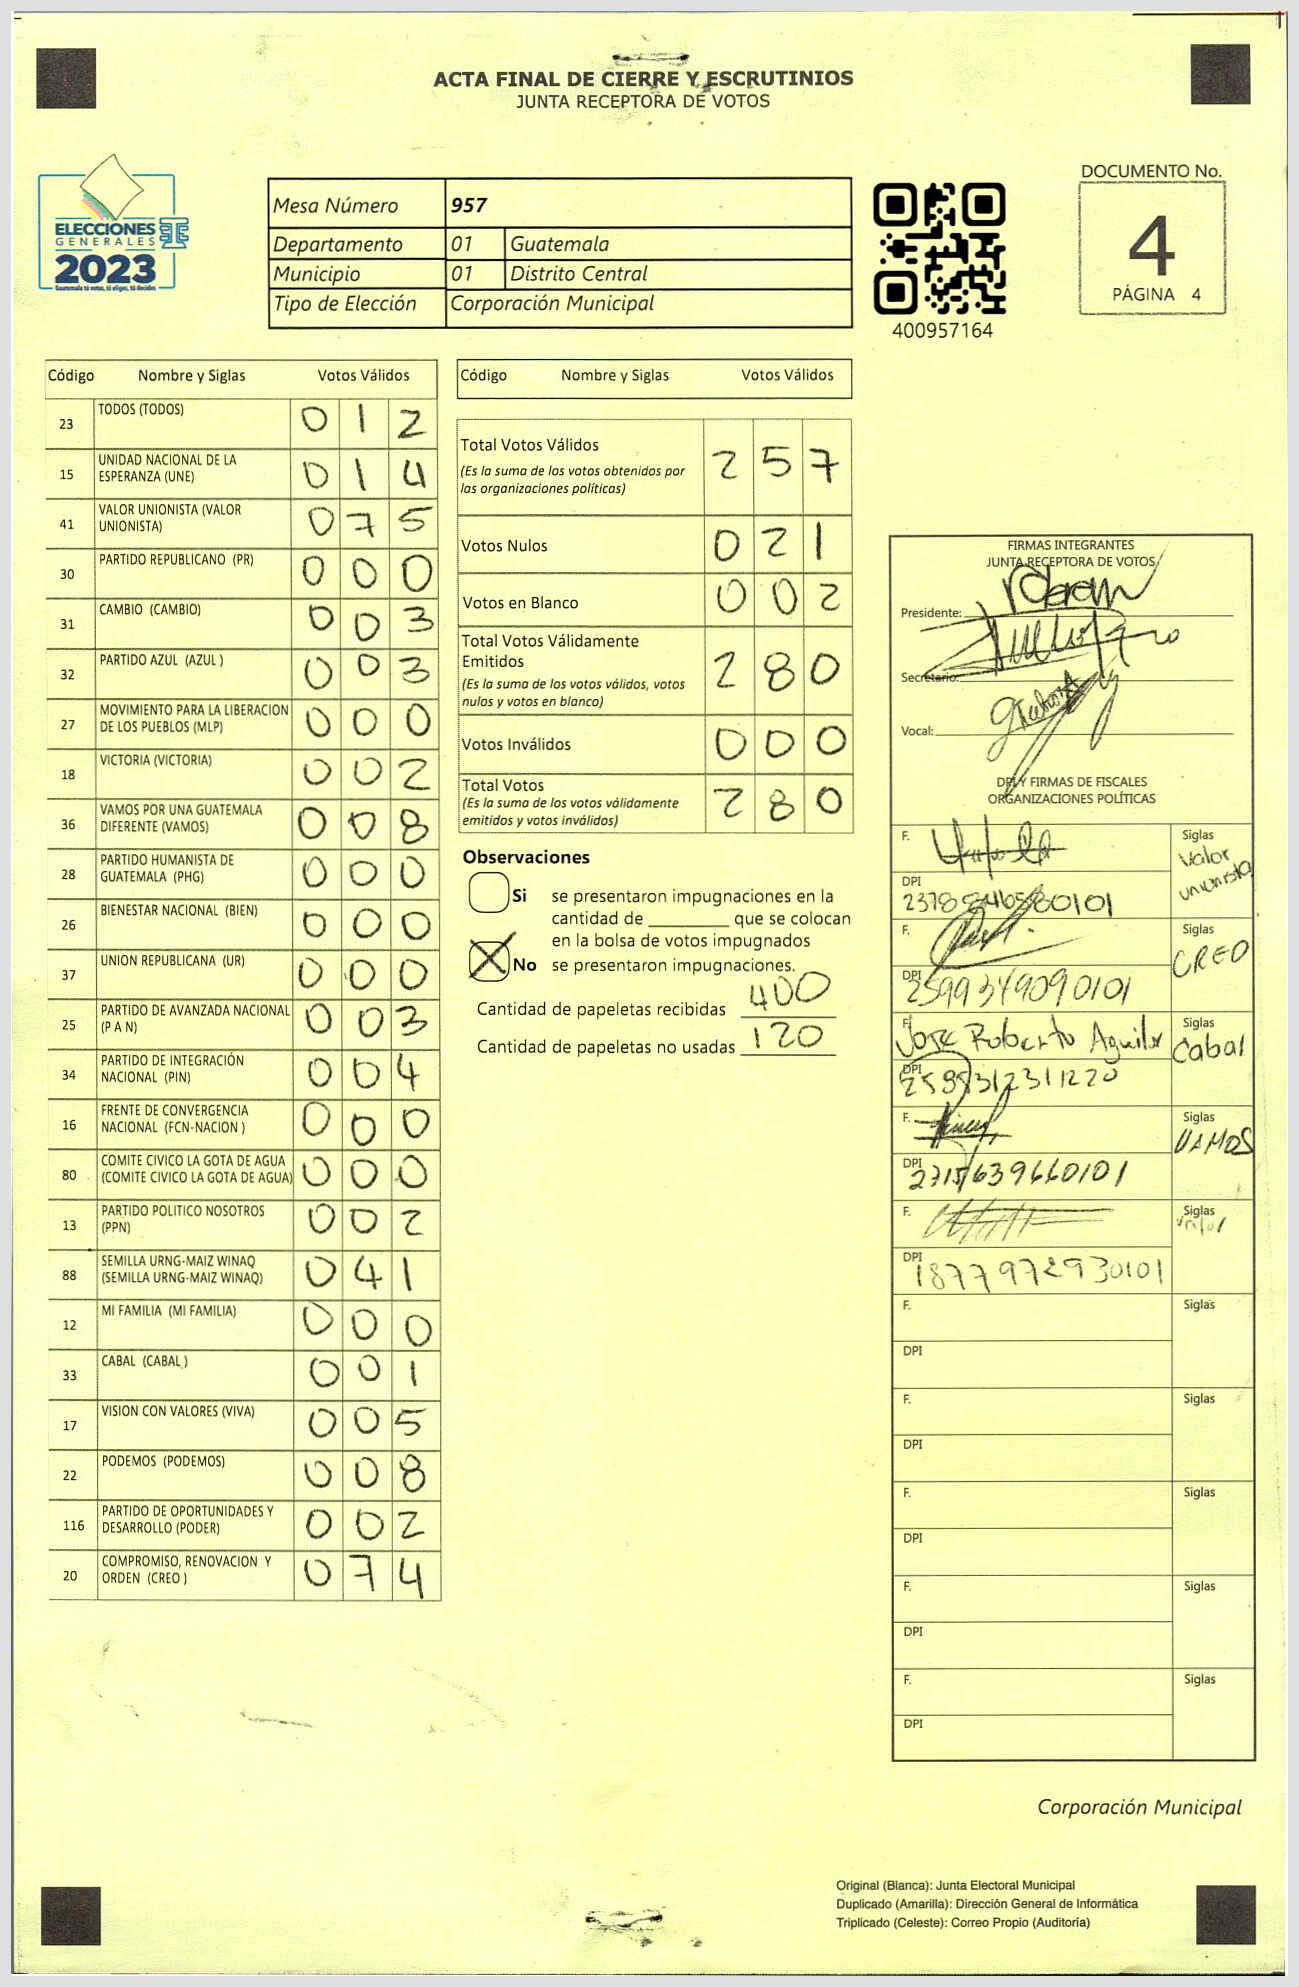 ACTA FINAL DE CIERRE Y ESCRUTINIOS
JUNTA RECEPTORA DE VOTOS
ELECCIONES
GENERALES
2023
Guatemala tú votas, tú eliges, tú decides
Mesa Número 957
Departamento 01 Guatemala
Municipio 01 Distrito Central
Tipo de Elección Corporación Municipal
400957164
DOCUMENTO No.
4
PÁGINA 4
Código Nombre y Siglas Votos Válidos
23 TODOS (TODOS) 0 1 2
15 UNIDAD NACIONAL DE LA
ESPERANZA (UNE) 0 1 4
41 VALOR UNIONISTA (VALOR
UNIONISTA) 0 7 5
30 PARTIDO REPUBLICANO (PR) 0 0 0
31 CAMBIO (CAMBIO) 0 0 3
32 PARTIDO AZUL (AZUL ) 0 0 3
27 MOVIMIENTO PARA LA LIBERACION
DE LOS PUEBLOS (MLP) 0 0 0
18 VICTORIA (VICTORIA) 0 0 2
36 VAMOS POR UNA GUATEMALA
DIFERENTE (VAMOS) 0 0 8
28 PARTIDO HUMANISTA DE
GUATEMALA (PHG) 0 0 0
26 BIENESTAR NACIONAL (BIEN) 0 0 0
37 UNION REPUBLICANA (UR) 0 0 0
25 PARTIDO DE AVANZADA NACIONAL
(P A N) 0 0 3
34 PARTIDO DE INTEGRACIÓN
NACIONAL (PIN) 0 0 4
16 FRENTE DE CONVERGENCIA
NACIONAL (FCN-NACION ) 0 0 0
80 COMITE CIVICO LA GOTA DE AGUA
(COMITE CIVICO LA GOTA DE AGUA) 0 0 0
13 PARTIDO POLITICO NOSOTROS
(PPN) 0 0 2
88 SEMILLA URNG-MAIZ WINAQ
(SEMILLA URNG-MAIZ WINAQ) 0 4 1
12 MI FAMILIA (MI FAMILIA) 0 0 0
33 CABAL (CABAL ) 0 0 1
17 VISION CON VALORES (VIVA) 0 0 5
22 PODEMOS (PODEMOS) 0 0 8
116 PARTIDO DE OPORTUNIDADES Y
DESARROLLO (PODER) 0 0 2
20 COMPROMISO, RENOVACION Y
ORDEN (CREO ) 0 7 4
Código Nombre y Siglas Votos Válidos
Total Votos Válidos 2 5 7
(Es la suma de los votos obtenidos por
las organizaciones políticas)
Votos Nulos 0 2 1
Votos en Blanco 0 0 2
Total Votos Válidamente
Emitidos 2 8 0
(Es la suma de los votos válidos, votos
nulos y votos en blanco)
Votos Inválidos 0 0 0
Total Votos 2 8 0
(Es la suma de los votos válidamente
emitidos y votos inválidos)
Observaciones
Si se presentaron impugnaciones en la
cantidad de ________ que se colocan
en la bolsa de votos impugnados
No se presentaron impugnaciones.
Cantidad de papeletas recibidas 400
Cantidad de papeletas no usadas 120
FIRMAS INTEGRANTES
JUNTA RECEPTORA DE VOTOS
Presidente:
Secretario:
Vocal:
DPI Y FIRMAS DE FISCALES
ORGANIZACIONES POLÍTICAS
F. Siglas
Valor
unionista
DPI
F. Siglas
CREO
DPI
2599349090101
F. Jose Roberto Aguilar Siglas
Cabal
DPI
F. Siglas
VAMOS
DPI
F. Siglas
DPI
1877972930101
F. Siglas
DPI
F. Siglas
DPI
F. Siglas
DPI
F. Siglas
DPI
F. Siglas
DPI
Corporación Municipal
Original (Blanca): Junta Electoral Municipal
Duplicado (Amarilla): Dirección General de Informática
Triplicado (Celeste): Correo Propio (Auditoría)